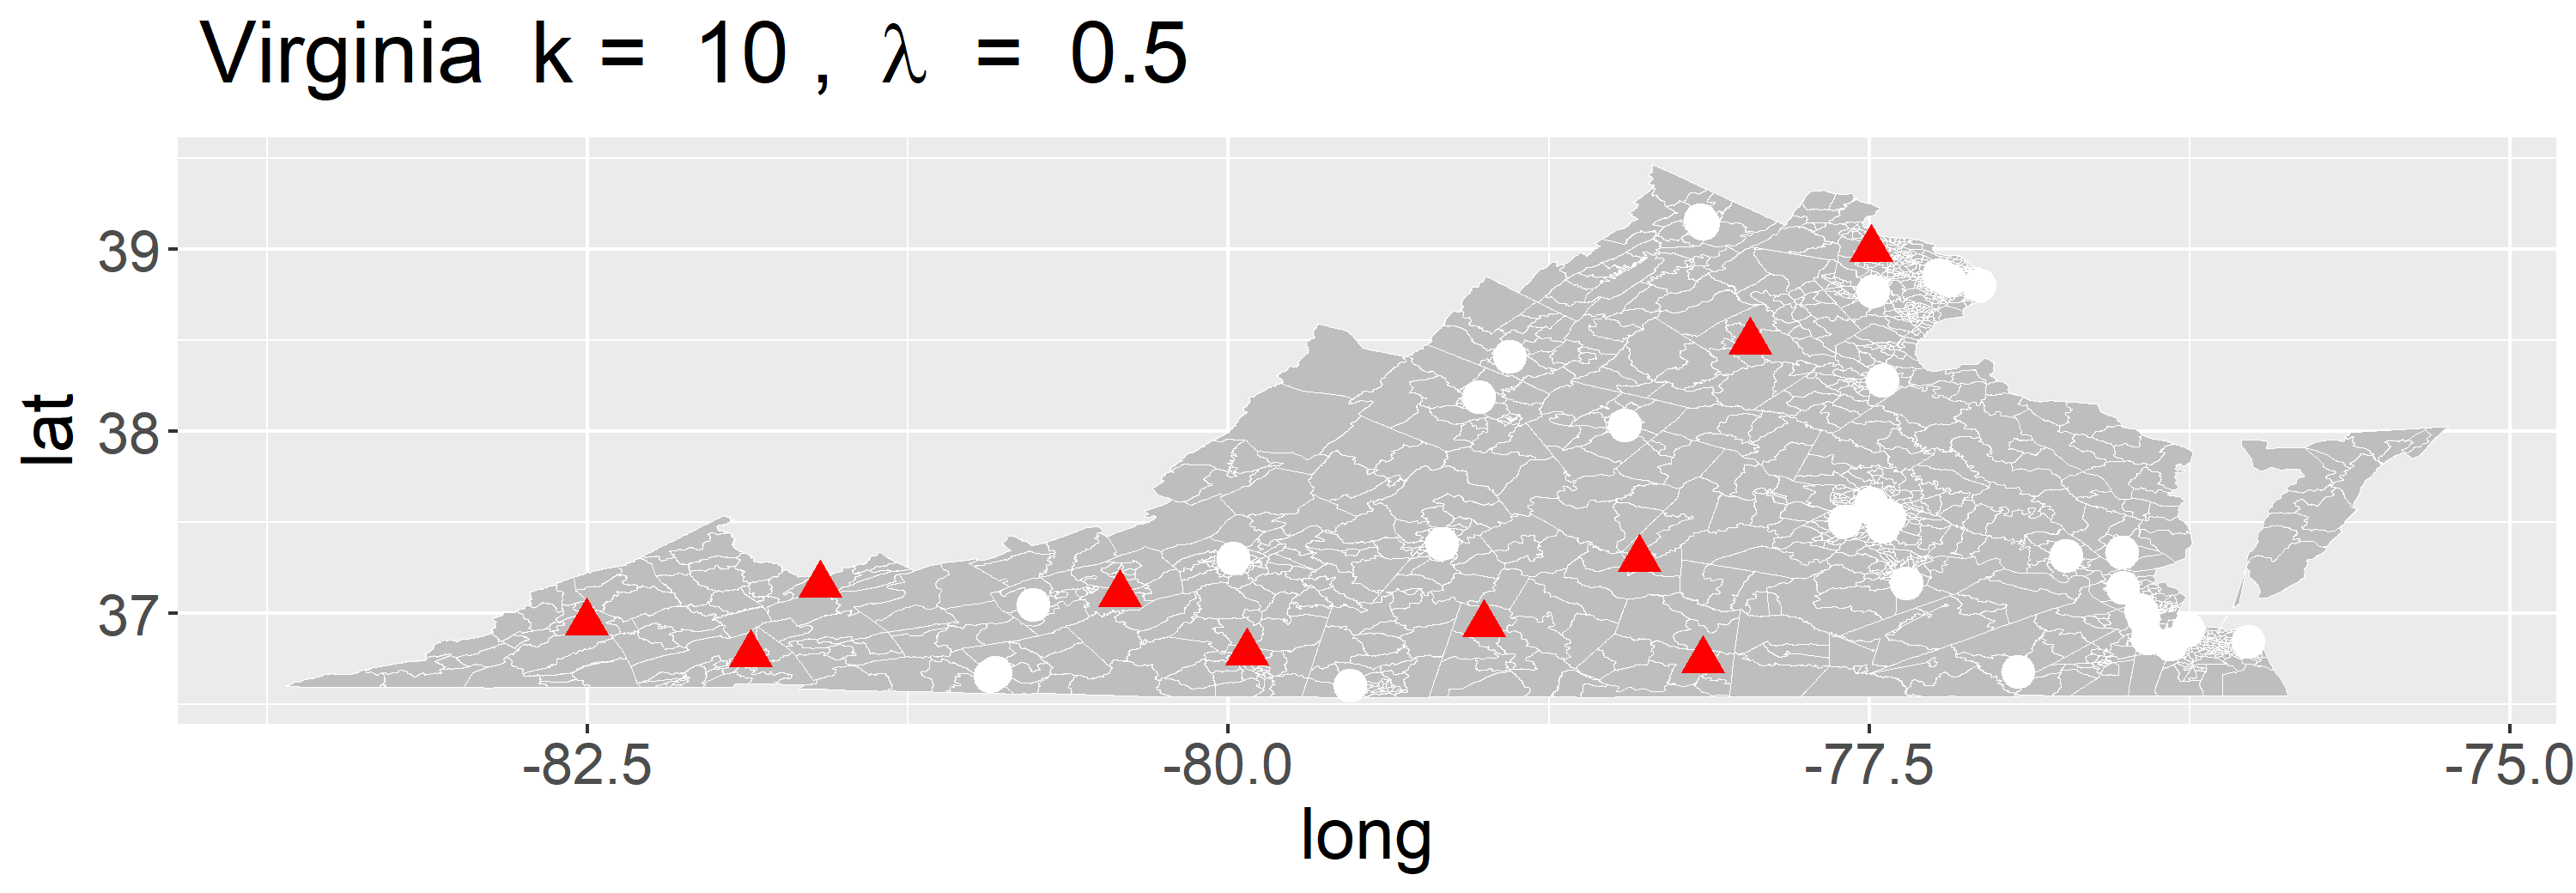 Virginia k = 10 , λ = 0.5
39
38
37
lat
-82.5 -80.0 -77.5 -75.0
long